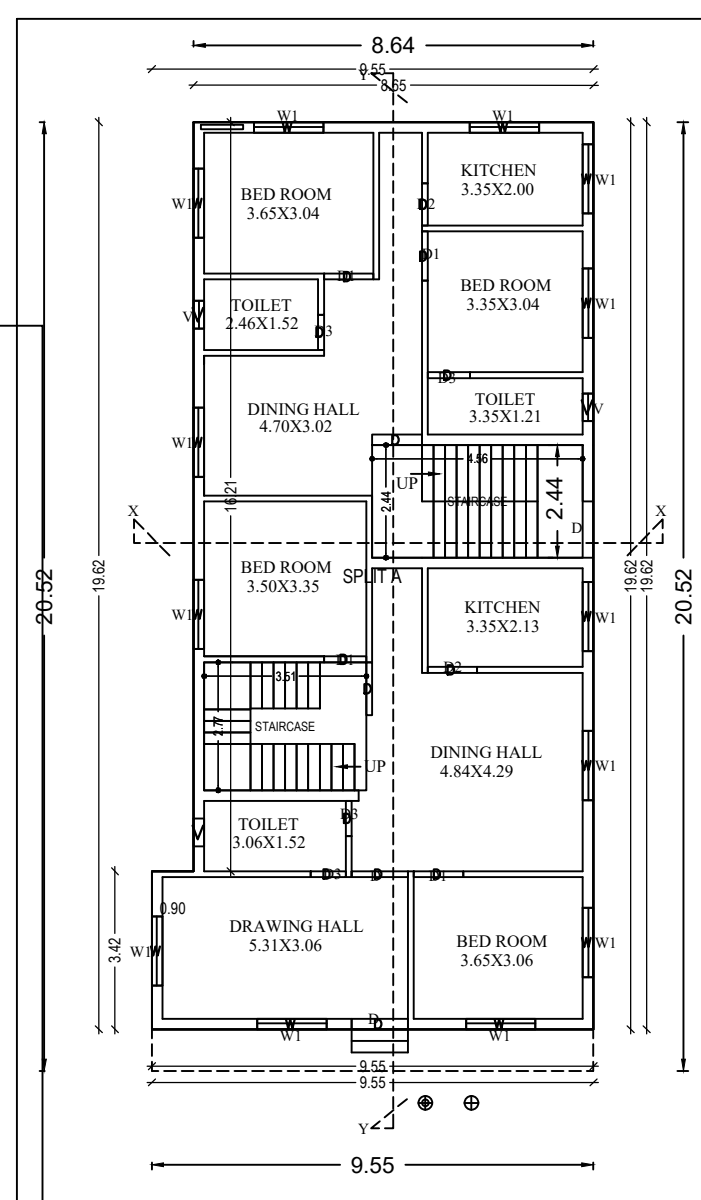 8.64
9.55
Y
8.65
W1
W1
W
W
BED ROOM
3.65X3.04
KITCHEN
3.35X2.00
W1
W
W
W1
D2
D1
D1
BED ROOM
3.35X3.04
W
W1
TOILET
2.46X1.52
V
D3
D3
TOILET
3.35X1.21
V
DINING HALL
4.70X3.02
W1
W
D
4.56
UP
STAIRCASE
2.44
2.44
16.21
X
X
D
20.52
19.62
19.62
19.62
20.52
BED ROOM
3.50X3.35
SPLIT A
KITCHEN
3.35X2.13
W1
W
W
W1
D1
D2
3.51
D
STAIRCASE
2.77
UP
DINING HALL
4.84X4.29
W
W1
TOILET
3.06X1.52
V
D3
D3
D
D1
0.90
DRAWING HALL
5.31X3.06
BED ROOM
3.65X3.06
3.42
W1
W
W
W1
D
D
W
W
W1
W1
9.55
9.55
Y
9.55